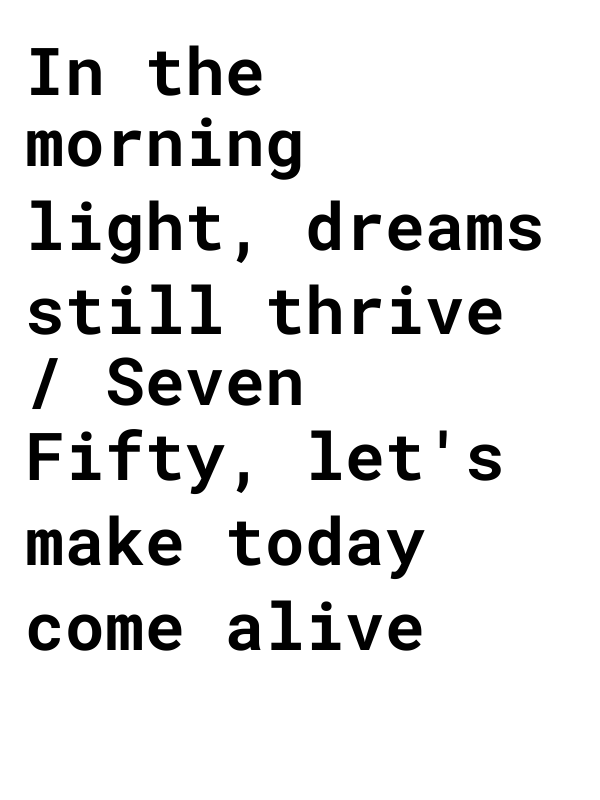 In the
morning
light, dreams
still thrive
/ Seven
Fifty, let's
make today
come alive